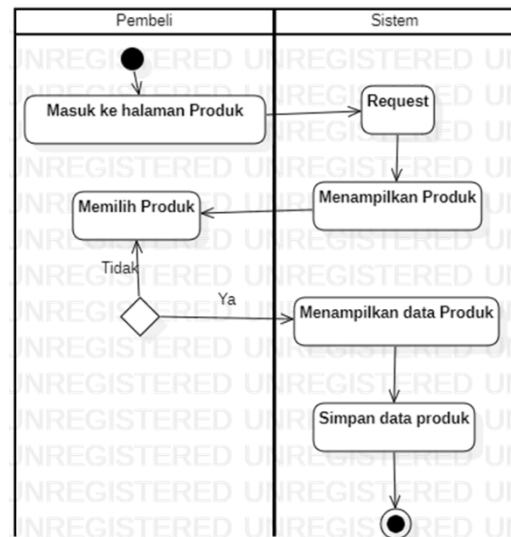 Pembeli
Sistem
Masuk ke halaman Produk
Request
Memilih Produk
Menampilkan Produk
Tidak
Ya
Menampilkan data Produk
Simpan data produk
UNREGISTERED